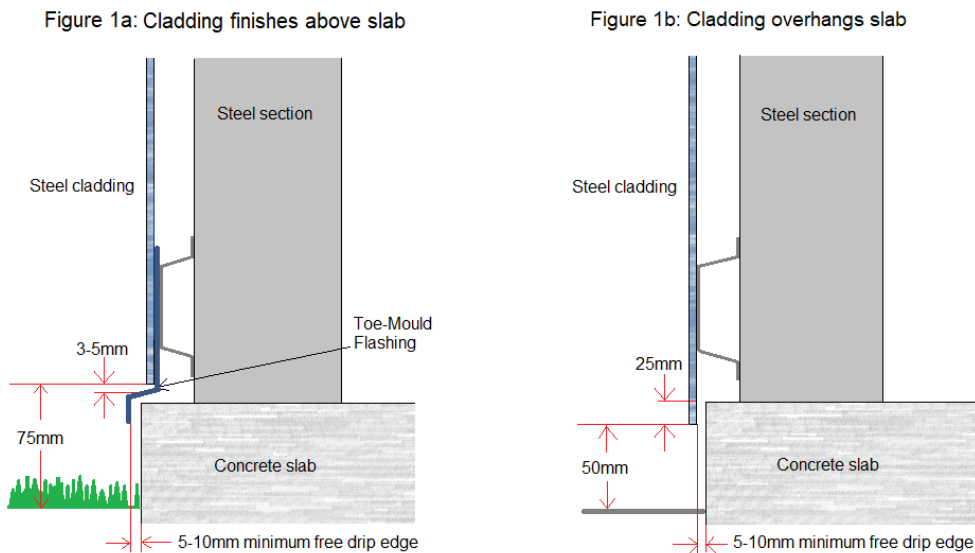 Figure 1a: Cladding finishes above slab
Steel section
Steel cladding
Toe-Mould
Flashing
3-5mm
75mm
Concrete slab
5-10mm minimum free drip edge
Figure 1b: Cladding overhangs slab
Steel section
Steel cladding
25mm
50mm
Concrete slab
5-10mm minimum free drip edge